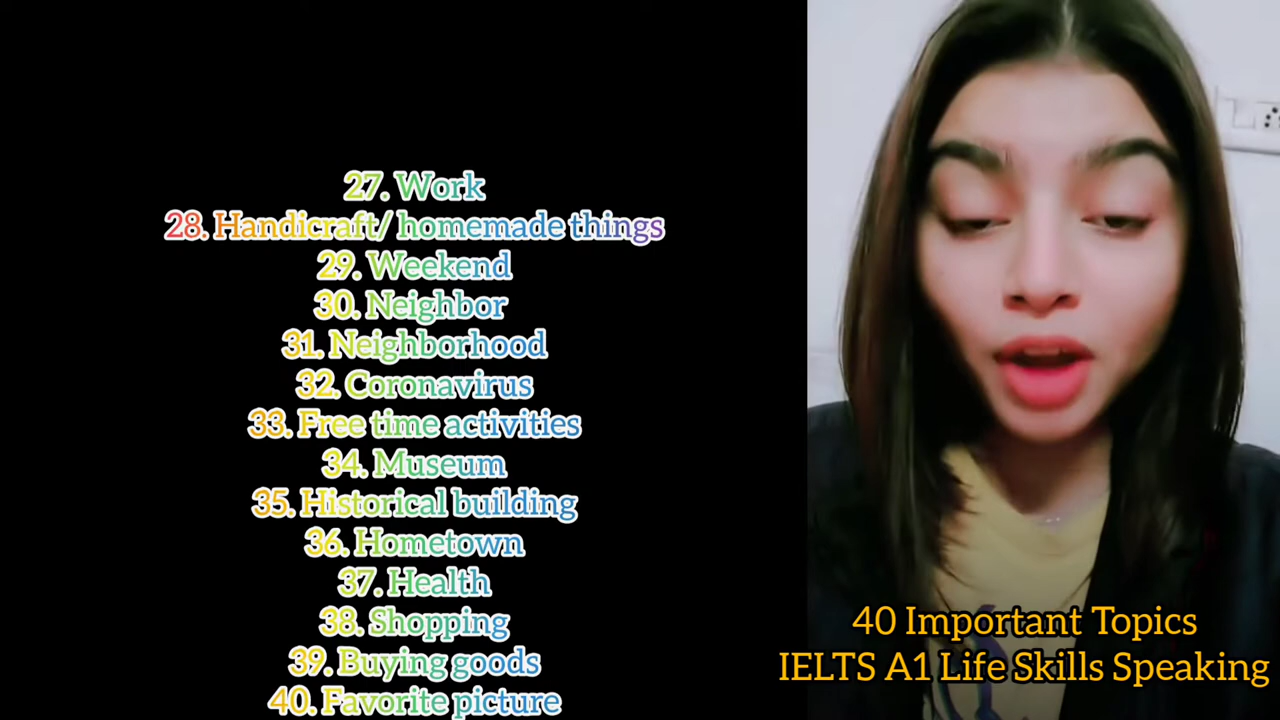 27. Work
28. Handicraft/ homemade things
29. Weekend
30. Neighbor
31. Neighborhood
32. Coronavirus
33. Free time activities
34. Museum
35. Historical building
36. Hometown
37. Health
38. Shopping
39. Buying goods
40. Favorite picture
40 Important Topics
IELTS A1 Life Skills Speaking